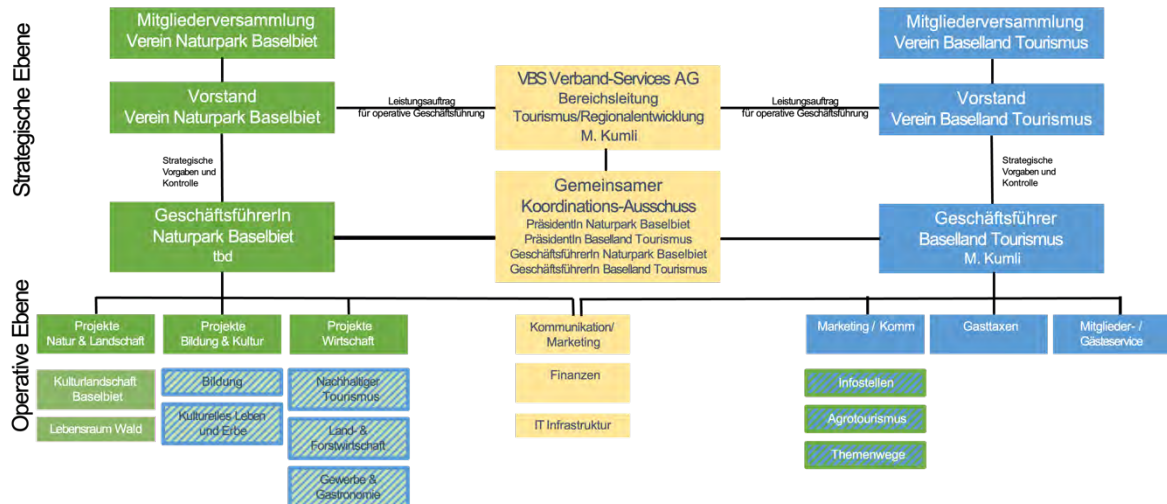 Strategische Ebene
Mitgliederversammlung
Verein Naturpark Baselbiet
Mitgliederversammlung
Verein Baselland Tourismus
Vorstand
Verein Naturpark Baselbiet
Leistungsauftrag
für operative Geschäftsführung
VBS Verband-Services AG
Bereichsleitung
Tourismus/Regionalentwicklung
M. Kumli
Leistungsauftrag
für operative Geschäftsführung
Vorstand
Verein Baselland Tourismus
Strategische
Vorgaben und
Kontrolle
Strategische
Vorgaben und
Kontrolle
GeschäftsführerIn
Naturpark Baselbiet
tbd
Gemeinsamer
Koordinations-Ausschuss
PräsidentIn Naturpark Baselbiet
PräsidentIn Baselland Tourismus
GeschäftsführerIn Naturpark Baselbiet
GeschäftsführerIn Baselland Tourismus
Geschäftsführer
Baselland Tourismus
M. Kumli
Operative Ebene
Projekte
Natur & Landschaft
Projekte
Bildung & Kultur
Projekte
Wirtschaft
Kommunikation/
Marketing
Marketing / Komm
Gasttaxen
Mitglieder- /
Gästeservice
Kulturlandschaft
Baselbiet
Bildung
Nachhaltiger
Tourismus
Finanzen
Infostellen
Lebensraum Wald
Kulturelles Leben
und Erbe
Land- &
Forstwirtschaft
IT Infrastruktur
Agrotourismus
Gewerbe &
Gastronomie
Themenwege